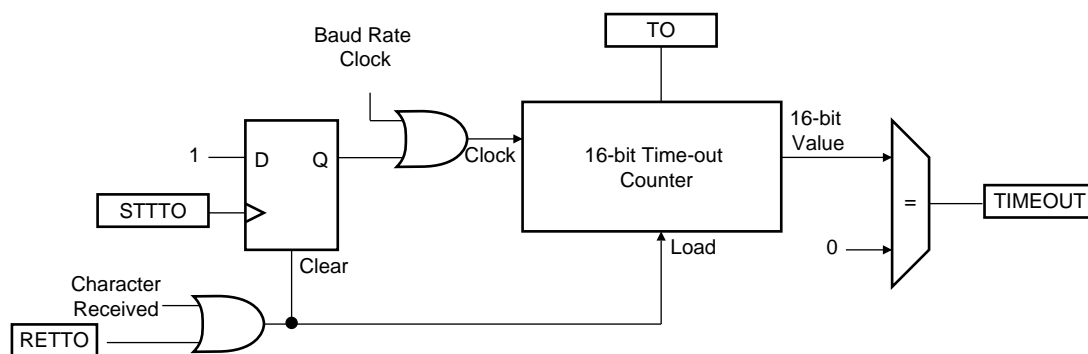 TO
Baud Rate
Clock
16-bit
Value
1
D
Q
Clock
16-bit Time-out
Counter
STTTO
=
TIMEOUT
Clear
Load
0
Character
Received
RETTO